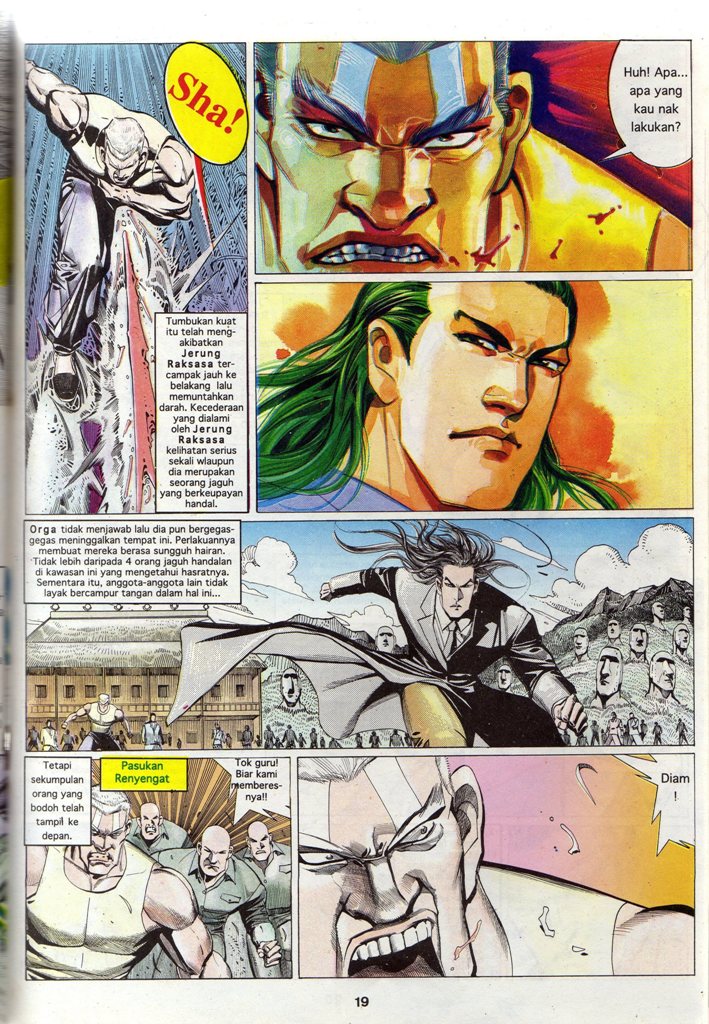 Sha!
Huh! Apa...
apa yang
kau nak
lakukan?
Tumbukan kuat
itu telah meng-
akibatkan
Jerung
Raksasa ter-
campak jauh ke
belakang lalu
memuntahkan
darah. Kecederaan
yang dialami
oleh Jerung
Raksasa
kelihatan serius
sekali wlaupun
dia merupakan
seorang jaguh
yang berkeupayan
handal.
Orga tidak menjawab lalu dia pun bergegas-
gegas meninggalkan tempat ini. Perlakuannya
membuat mereka berasa sungguh hairan.
Tidak lebih daripada 4 orang jaguh handalan
di kawasan ini yang mengetahui hasratnya.
Sementara itu, anggota-anggota lain tidak
bercampur tangan dalam hal ini...
Tetapi
sekumpulan
orang yang
bodoh telah
tampil ke
depan.
Pasukan
Renyengat
Tok guru!
Biar kami
memberes-
nya!!
Diam
!
19